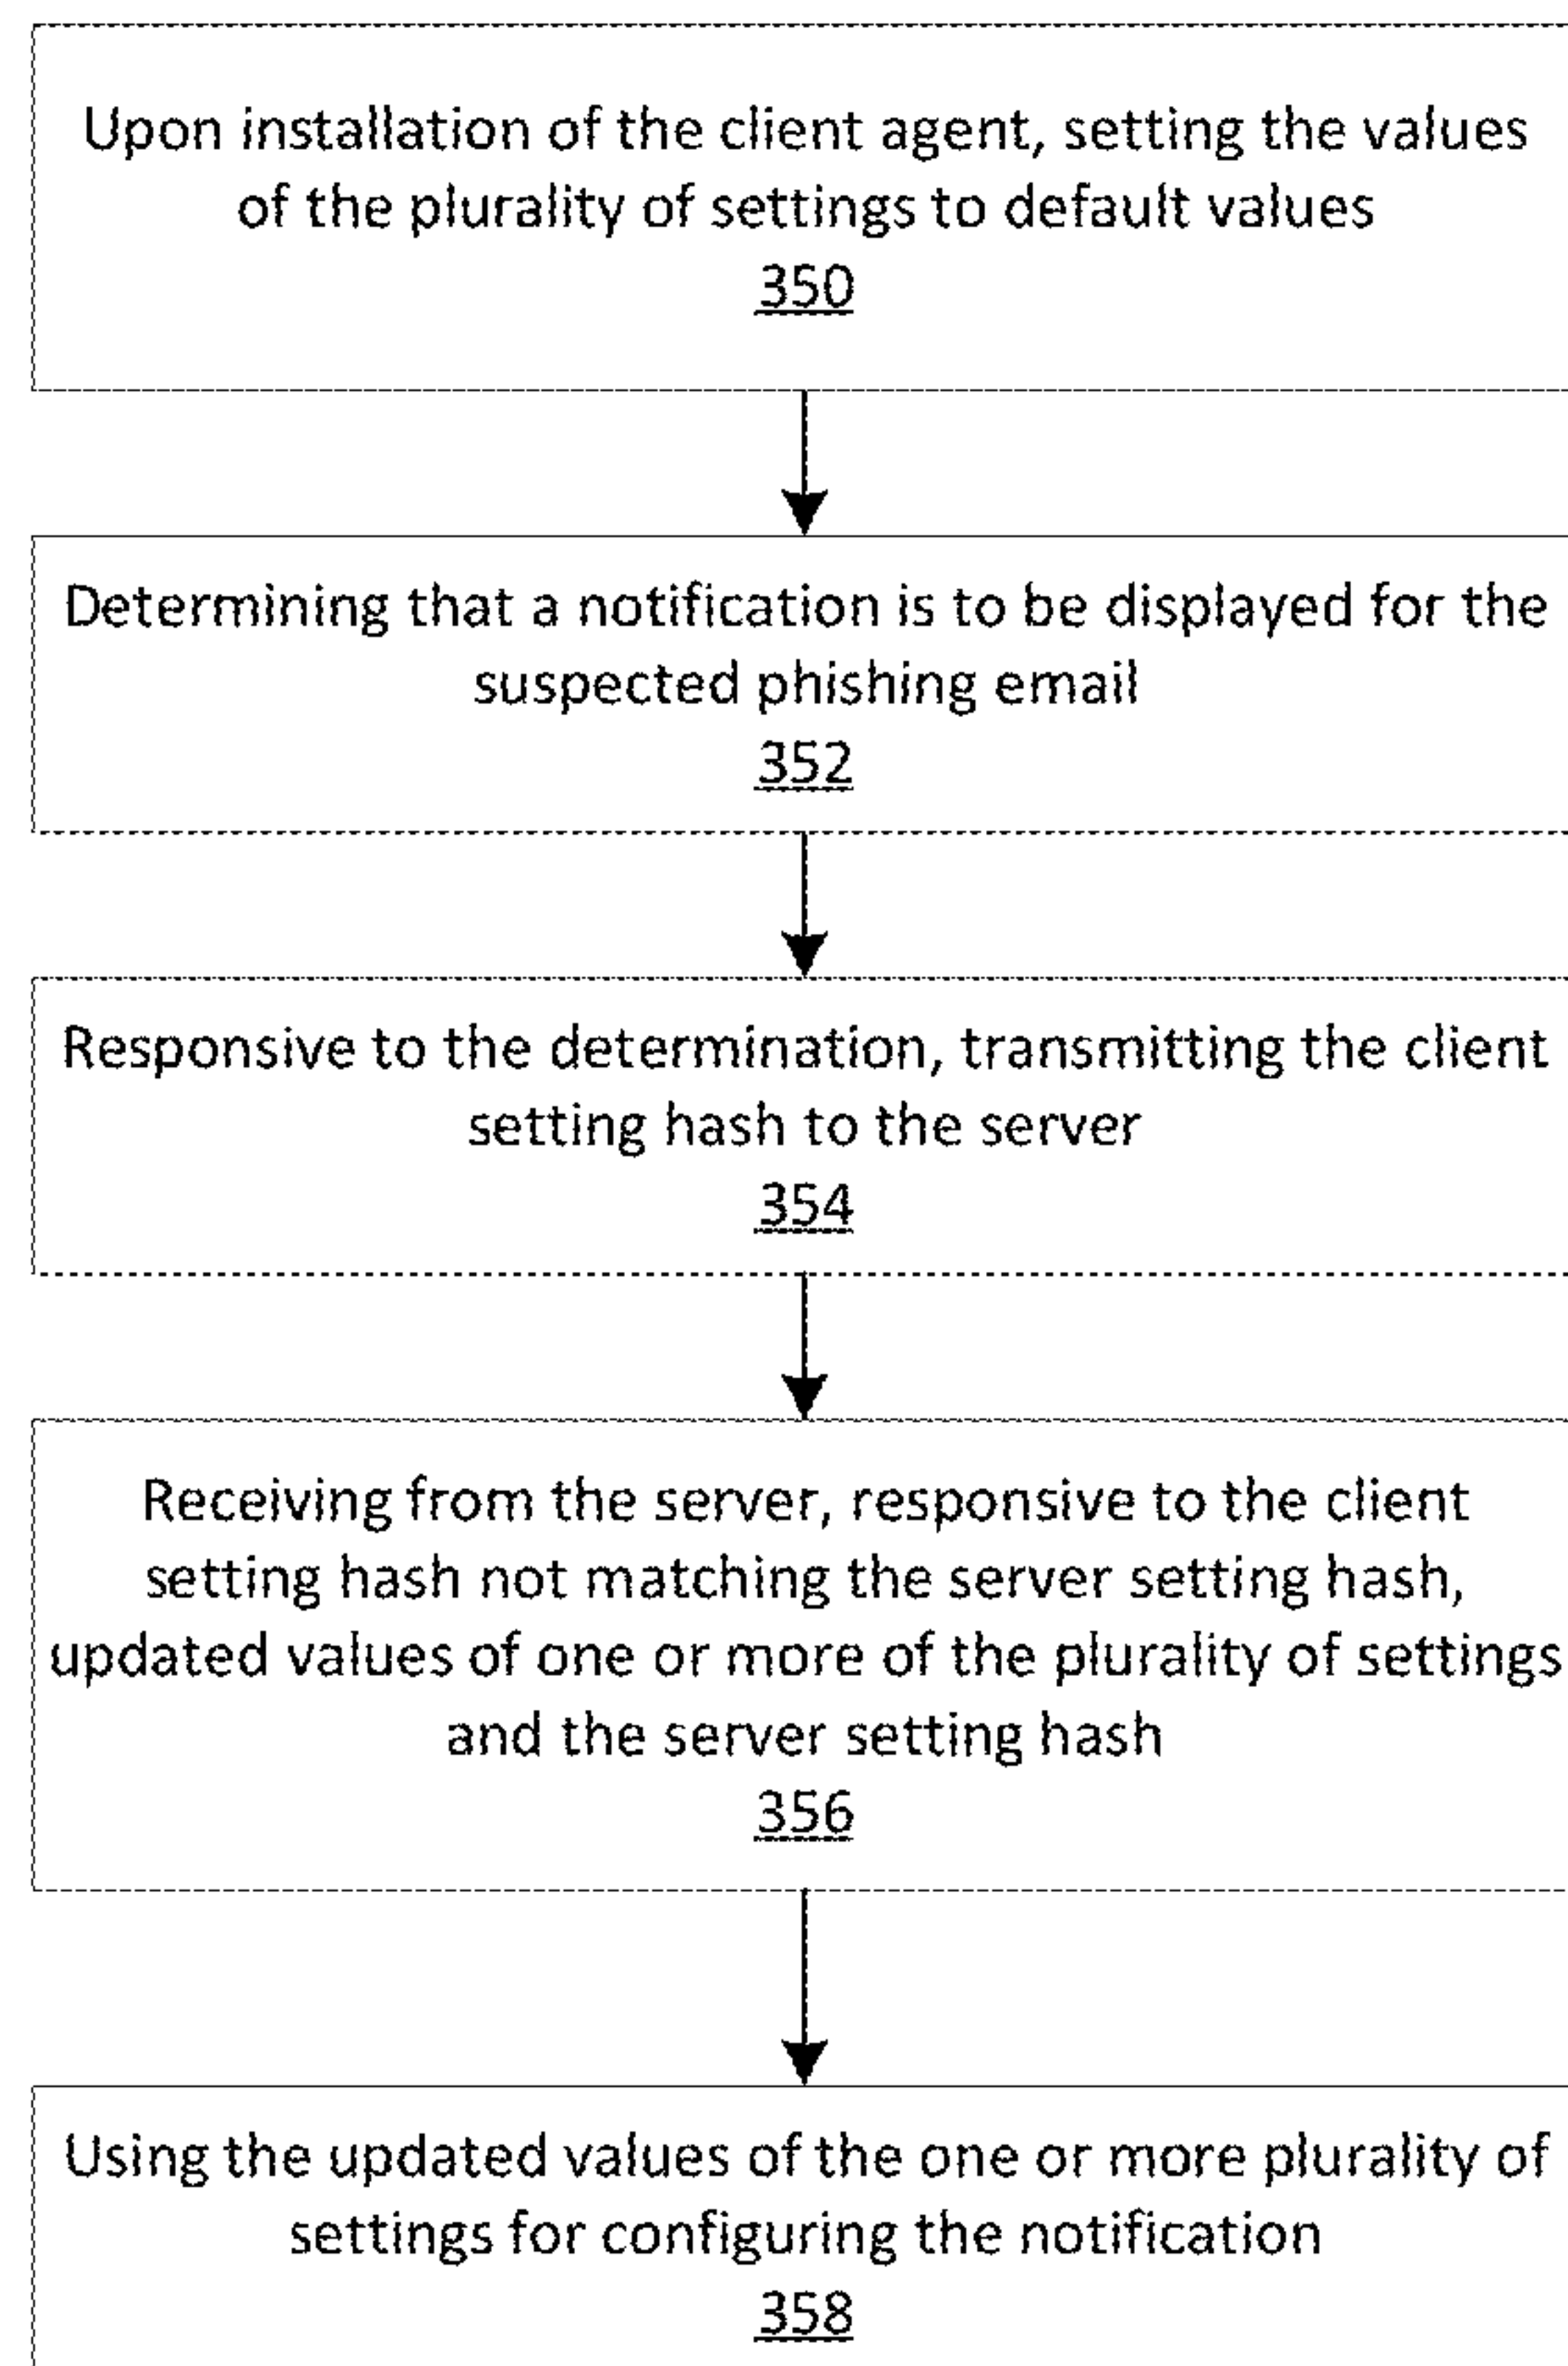 Upon installation of the client agent, setting the values
of the plurality of settings to default values
350
Determining that a notification is to be displayed for the
suspected phishing email
352
Responsive to the determination, transmitting the client
setting hash to the server
354
Receiving from the server, responsive to the client
setting hash not matching the server setting hash,
updated values of one or more of the plurality of settings
and the server setting hash
356
Using the updated values of the one or more plurality of
settings for configuring the notification
358